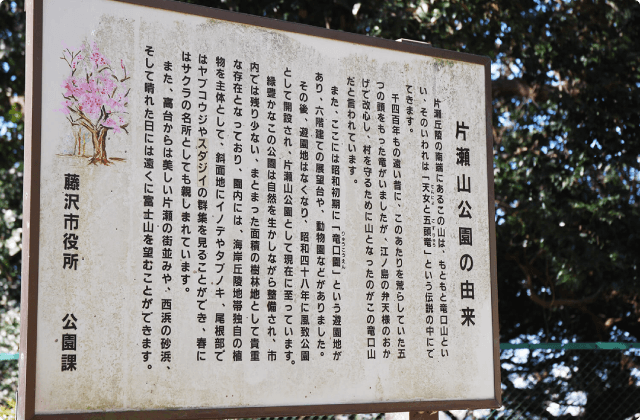 片瀬山公園の由来
片瀬丘陵の南端にあるこの山は、もともと竜口山とい
い、そのいわれは「天女と五頭竜」という伝説の中にで
てきます。
千四百年もの遠い昔に、このあたりを荒らしていた五
つの頭をもった竜がいましたが、江ノ島の弁天様のおか
げで改心し、村を守るために山となったのがこの竜口山
だと言われています。
また、ここには昭和初期に「竜口園」という遊園地が
あり、六階建ての展望台や、動物園などがありました。
その後、遊園地はなくなり、昭和四十八年に風致公園
として開設され、片瀬山公園として現在に至っています。
緑豊かなこの公園は自然を生かしながら整備され、市
内では残り少ない、まとまった面積の樹林地として貴重
な存在となっており、園内には、海岸丘陵地帯独自の植
物を主体として、斜面地にイノデやタブノキ、尾根部で
はヤブコウジやスダジイの群集を見ることができ、春に
はサクラの名所としても親しまれています。
また、高台からは美しい片瀬の街並みや、西浜の砂浜、
そして晴れた日には遠くに富士山を望むことができます。
藤沢市役所 公園課